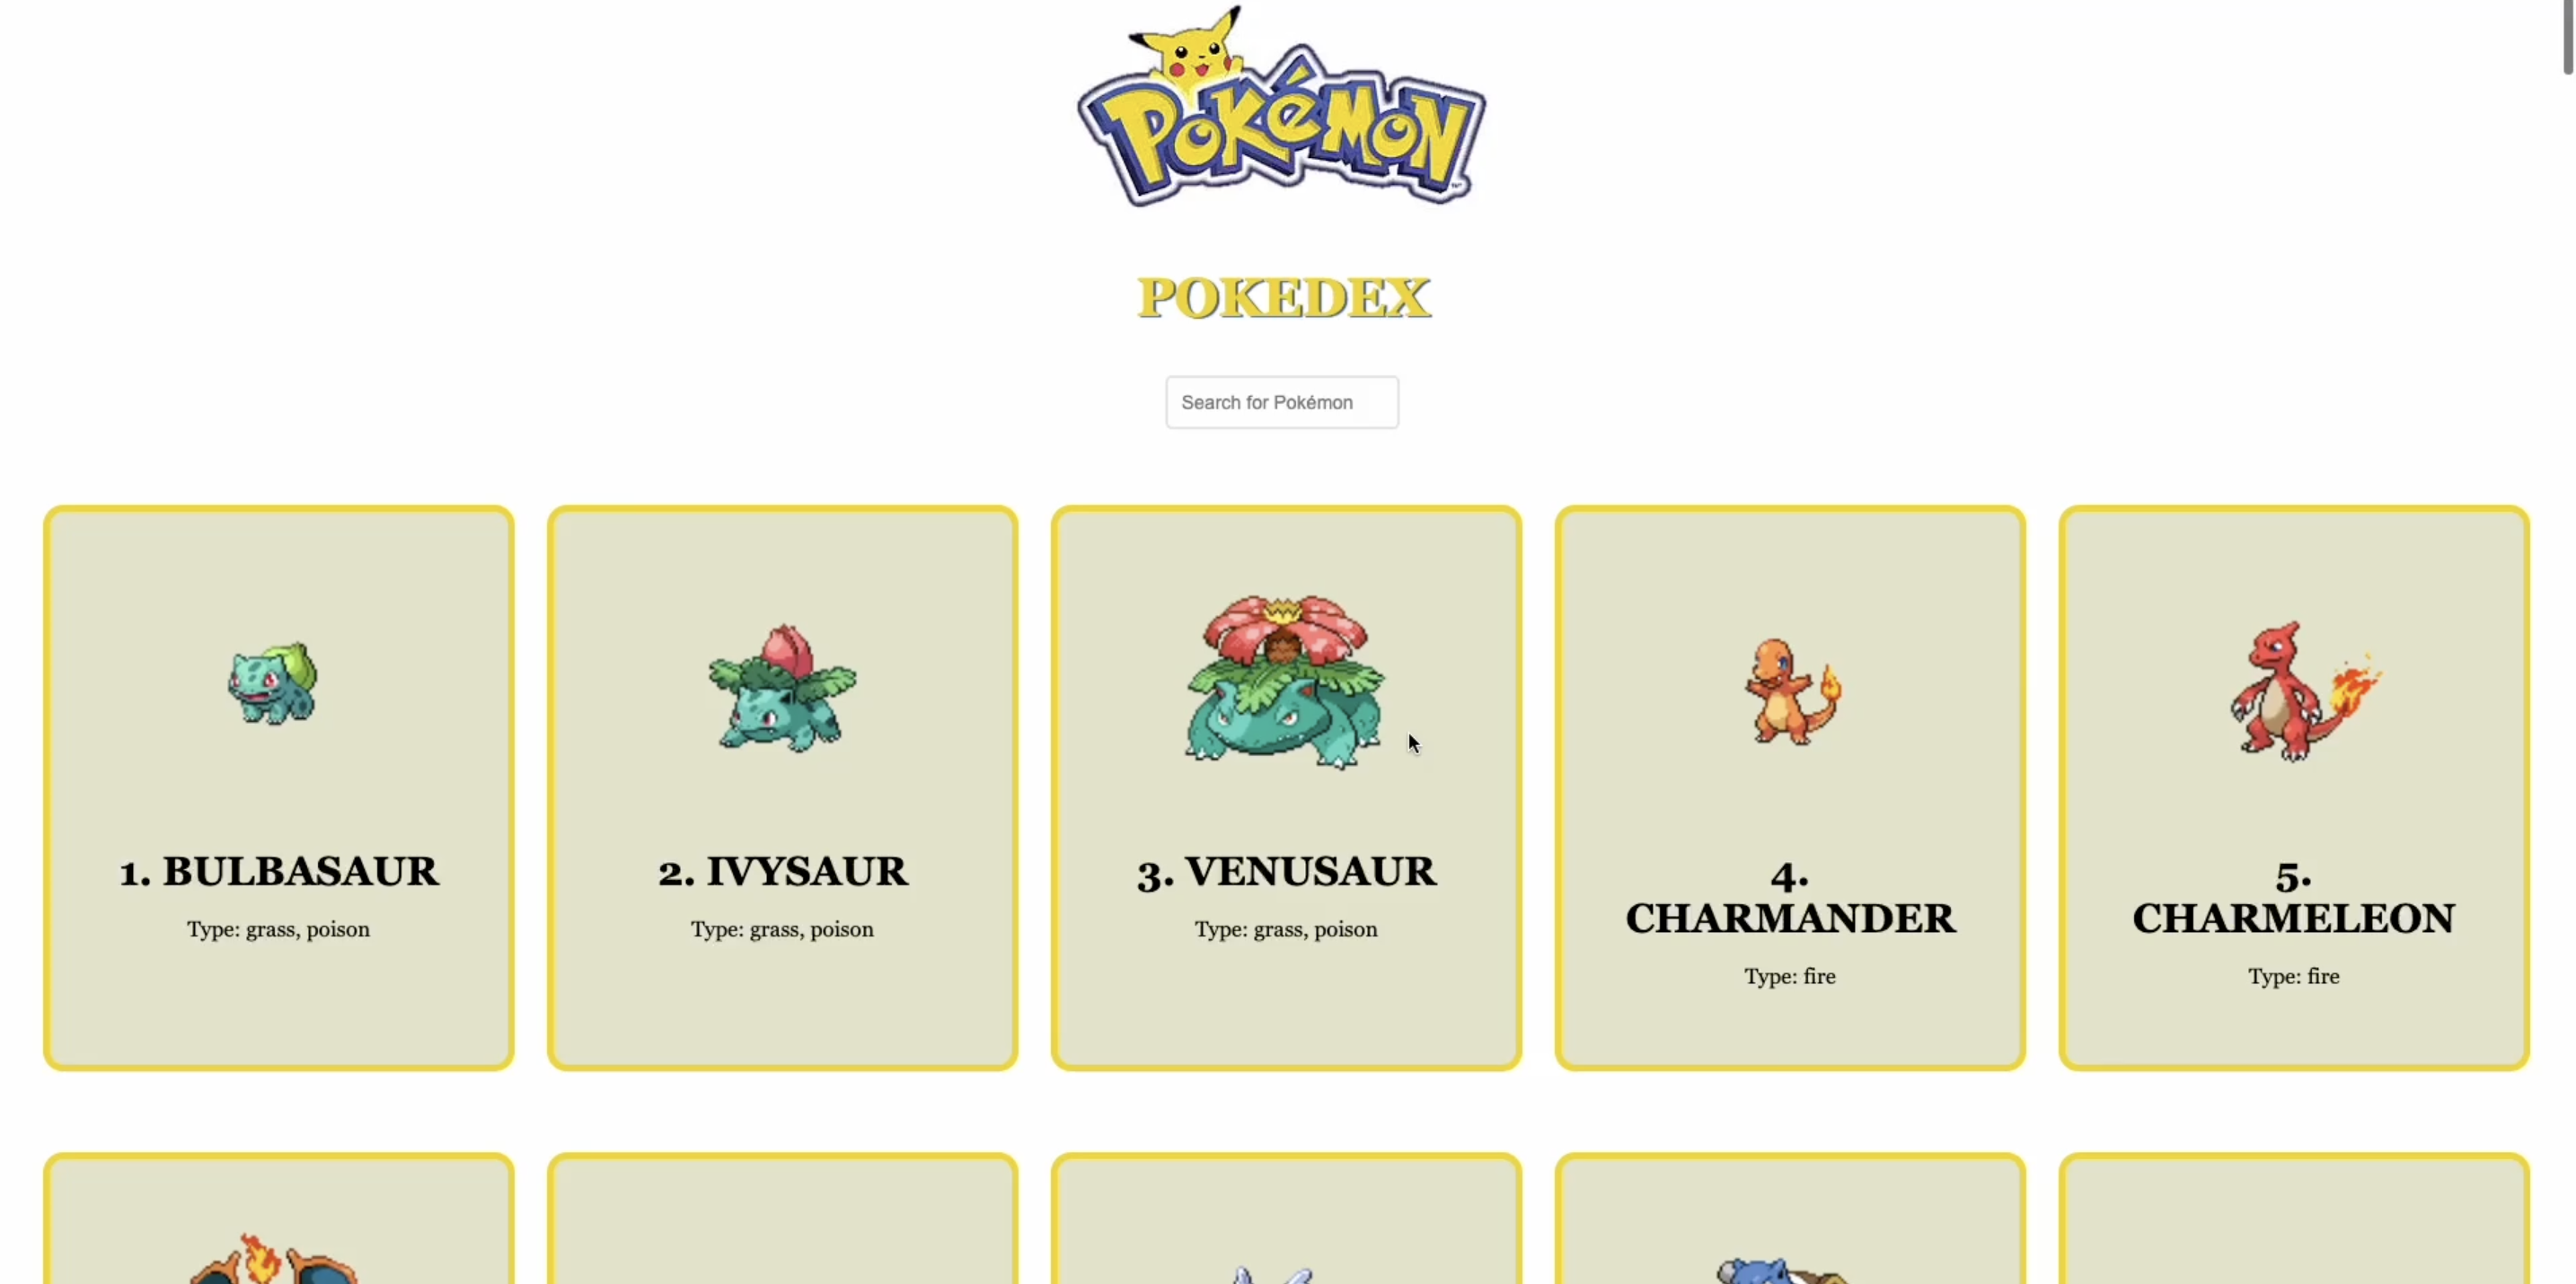 POKéMON
POKEDEX
Search for Pokémon
1. BULBASAUR
Type: grass, poison
2. IVYSAUR
Type: grass, poison
3. VENUSAUR
Type: grass, poison
4.
CHARMANDER
Type: fire
5.
CHARMELEON
Type: fire